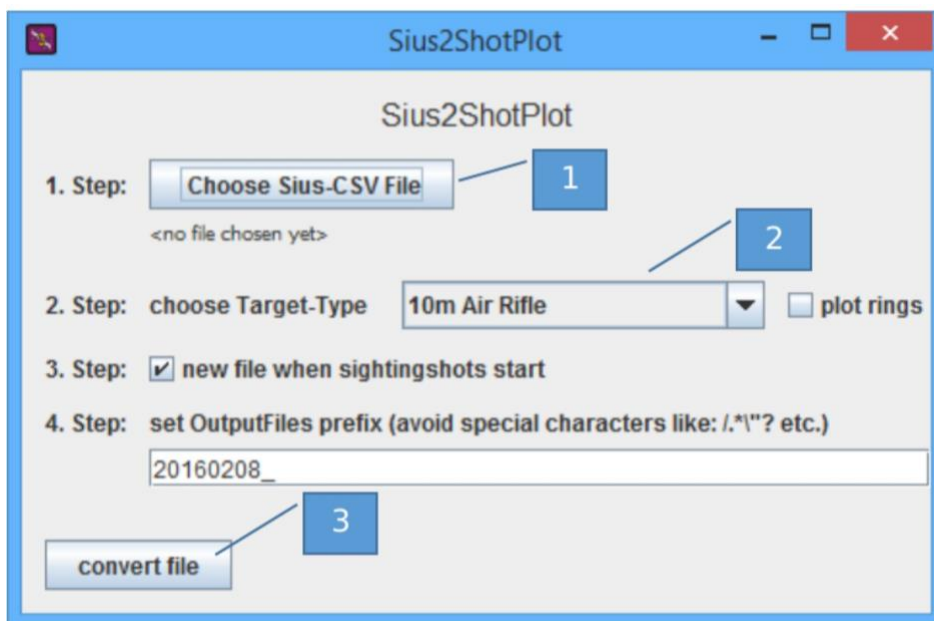 Sius2ShotPlot
Sius2ShotPlot
1. Step: Choose Sius-CSV File 1
<no file chosen yet>
2
2. Step: choose Target-Type 10m Air Rifle plot rings
3. Step: new file when sightingshots start
4. Step: set OutputFiles prefix (avoid special characters like: /.*\"? etc.)
20160208_
3
convert file